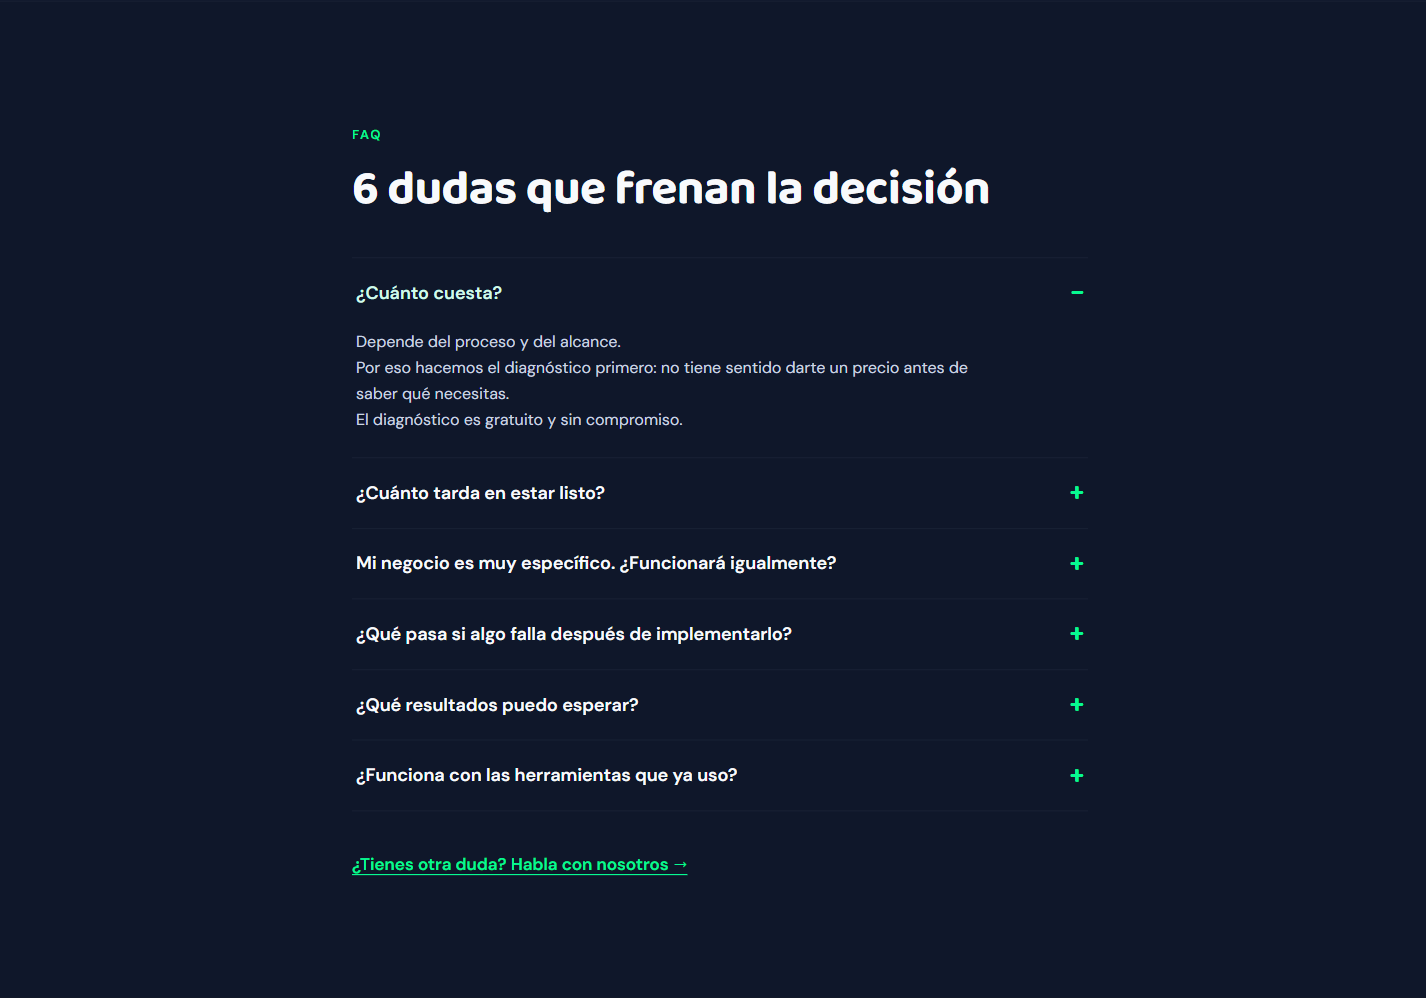 FAQ
6 dudas que frenan la decisión
¿Cuánto cuesta?
Depende del proceso y del alcance.
Por eso hacemos el diagnóstico primero: no tiene sentido darte un precio antes de
saber qué necesitas.
El diagnóstico es gratuito y sin compromiso.
¿Cuánto tarda en estar listo?
Mi negocio es muy específico. ¿Funcionará igualmente?
¿Qué pasa si algo falla después de implementarlo?
¿Qué resultados puedo esperar?
¿Funciona con las herramientas que ya uso?
¿Tienes otra duda? Habla con nosotros →